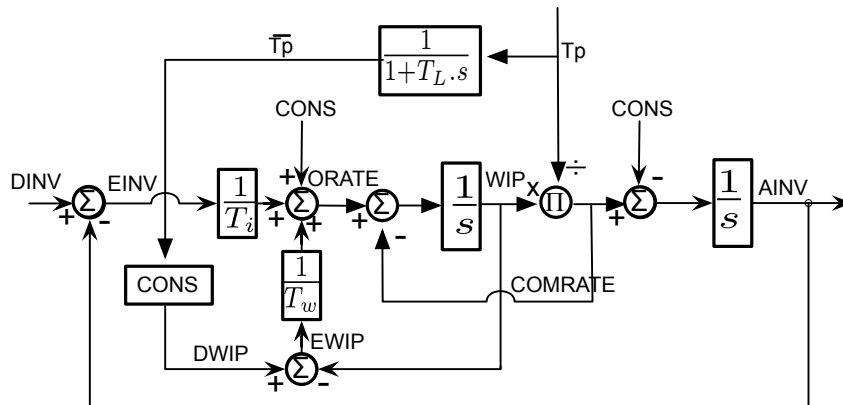 T̅p
1
1+T_L.s
Tp
CONS
CONS
÷
DINV
Σ
+
-
EINV
1
T_i
+
+
+
Σ
ORATE
+
Σ
-
1
s
WIP
x
Π
+
-
Σ
1
s
AINV
CONS
1
T_w
COMRATE
EWIP
DWIP
+
Σ
-